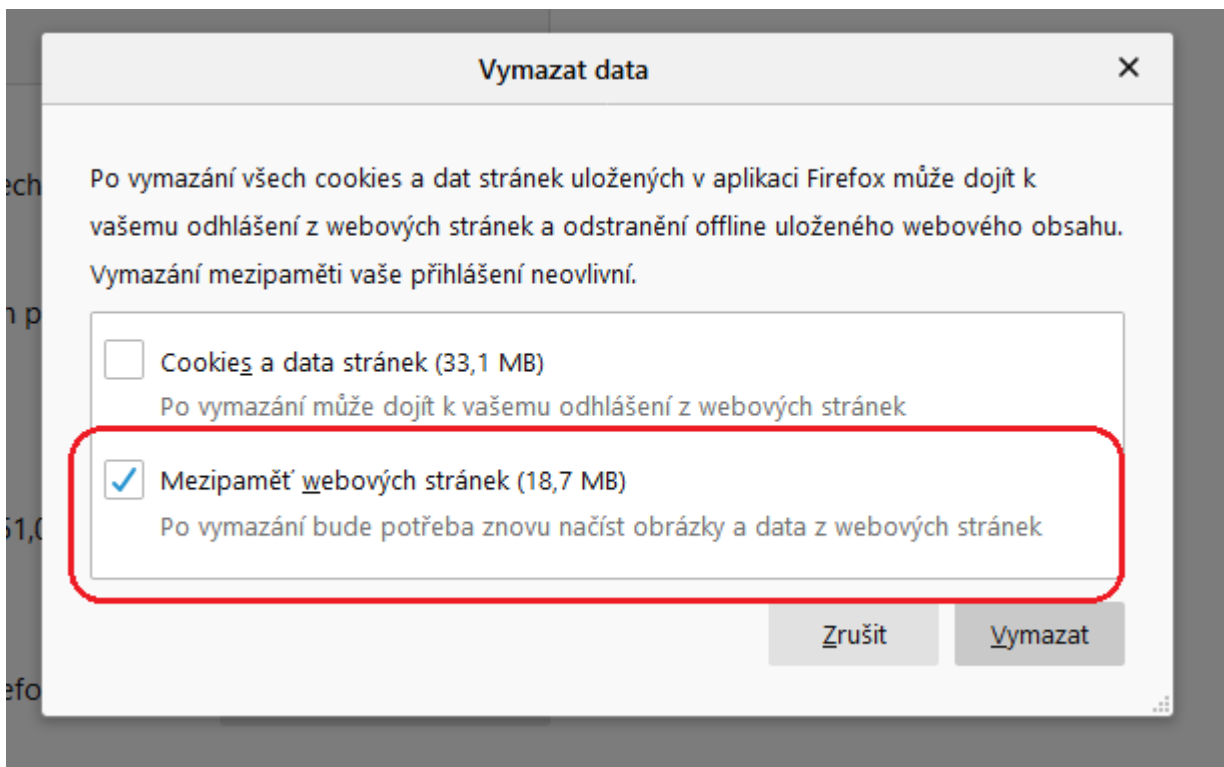 Vymazat data
Po vymazání všech cookies a dat stránek uložených v aplikaci Firefox může dojít k
vašemu odhlášení z webových stránek a odstranění offline uloženého webového obsahu.
Vymazání mezipaměti vaše přihlášení neovlivní.
Cookies a data stránek (33,1 MB)
Po vymazání může dojít k vašemu odhlášení z webových stránek
Mezipaměť webových stránek (18,7 MB)
Po vymazání bude potřeba znovu načíst obrázky a data z webových stránek
Zrušit Vymazat